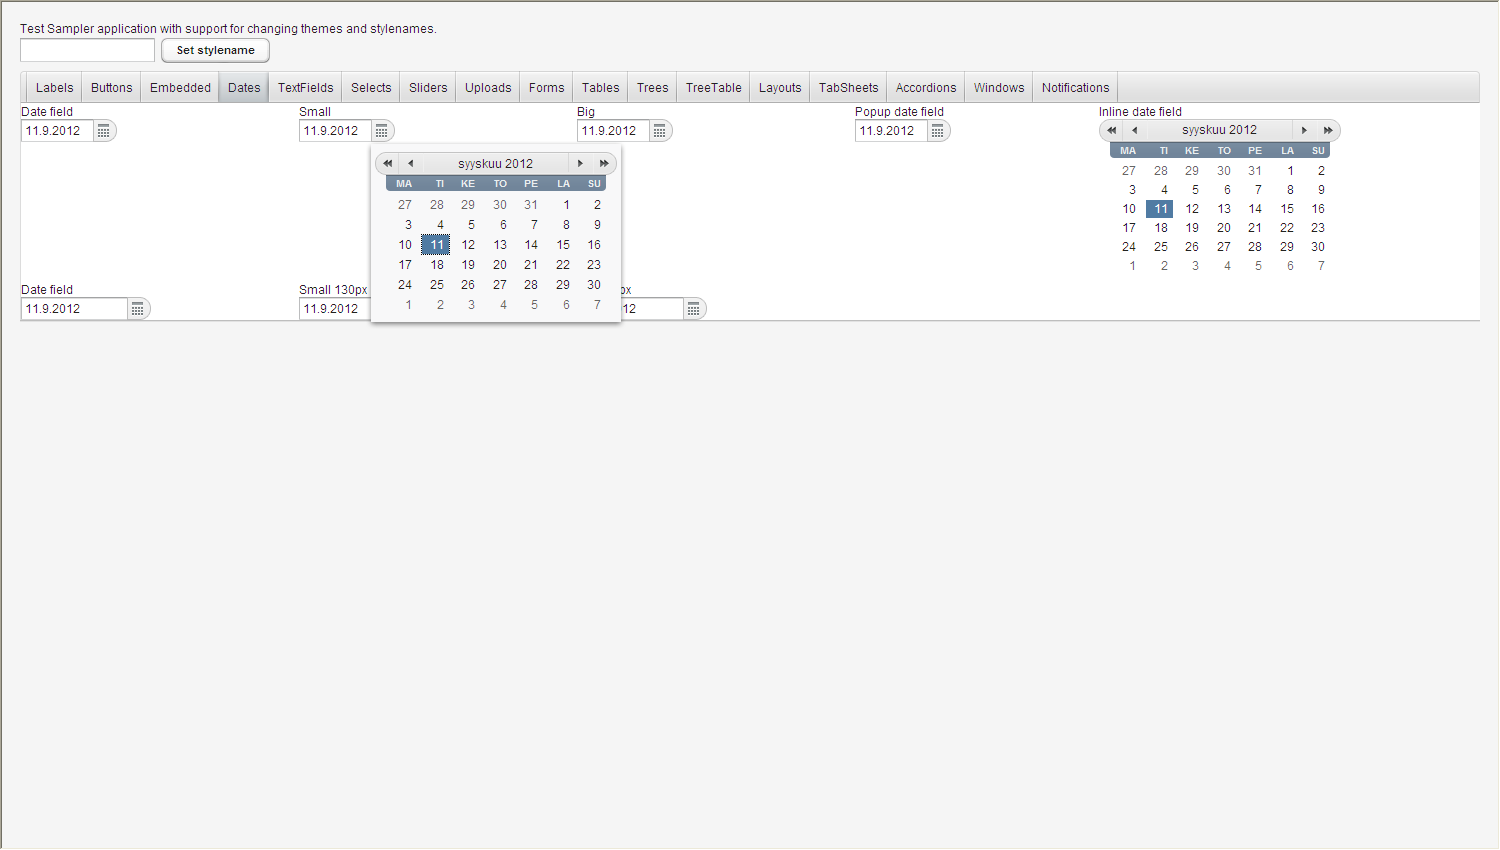 Test Sampler application with support for changing themes and stylenames.
Set stylename
Labels Buttons Embedded Dates TextFields Selects Sliders Uploads Forms Tables Trees TreeTable Layouts TabSheets Accordions Windows Notifications
Date field Small Big Popup date field Inline date field
11.9.2012 11.9.2012 11.9.2012 11.9.2012
syyskuu 2012
MA TI KE TO PE LA SU
27 28 29 30 31 1 2
3 4 5 6 7 8 9
10 11 12 13 14 15 16
17 18 19 20 21 22 23
24 25 26 27 28 29 30
1 2 3 4 5 6 7
syyskuu 2012
MA TI KE TO PE LA SU
27 28 29 30 31 1 2
3 4 5 6 7 8 9
10 11 12 13 14 15 16
17 18 19 20 21 22 23
24 25 26 27 28 29 30
1 2 3 4 5 6 7
Date field Small 130px px
11.9.2012 11.9.2012 12